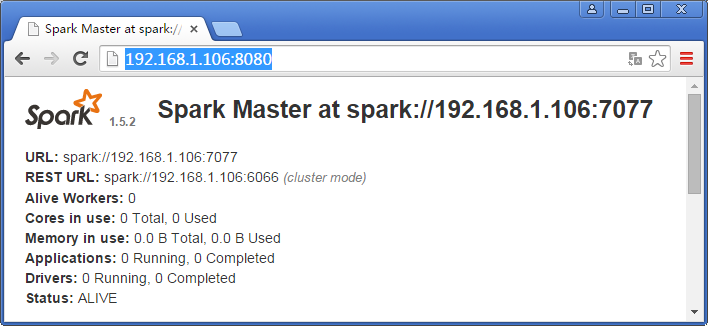 Spark Master at spark://
192.168.1.106:8080
Spark 1.5.2 Spark Master at spark://192.168.1.106:7077
URL: spark://192.168.1.106:7077
REST URL: spark://192.168.1.106:6066 (cluster mode)
Alive Workers: 0
Cores in use: 0 Total, 0 Used
Memory in use: 0.0 B Total, 0.0 B Used
Applications: 0 Running, 0 Completed
Drivers: 0 Running, 0 Completed
Status: ALIVE